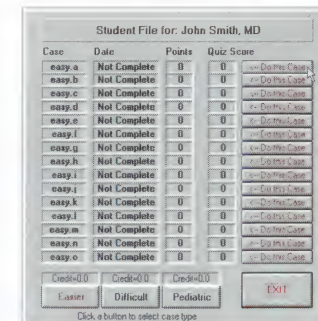 Student File for: John Smith, MD
Case Date Points Quiz Score
easy.a Not Complete 0 0 <- Do this Case
easy.b Not Complete 0 0 <- Do this Case
easy.c Not Complete 0 0 <- Do this Case
easy.d Not Complete 0 0 <- Do this Case
easy.e Not Complete 0 0 <- Do this Case
easy.f Not Complete 0 0 <- Do this Case
easy.g Not Complete 0 0 <- Do this Case
easy.h Not Complete 0 0 <- Do this Case
easy.i Not Complete 0 0 <- Do this Case
easy.j Not Complete 0 0 <- Do this Case
easy.k Not Complete 0 0 <- Do this Case
easy.l Not Complete 0 0 <- Do this Case
easy.m Not Complete 0 0 <- Do this Case
easy.n Not Complete 0 0 <- Do this Case
easy.o Not Complete 0 0 <- Do this Case
Credit=0.0 Credit=0.0 Credit=0.0
Easier Difficult Pediatric EXIT
Click a button to select case type